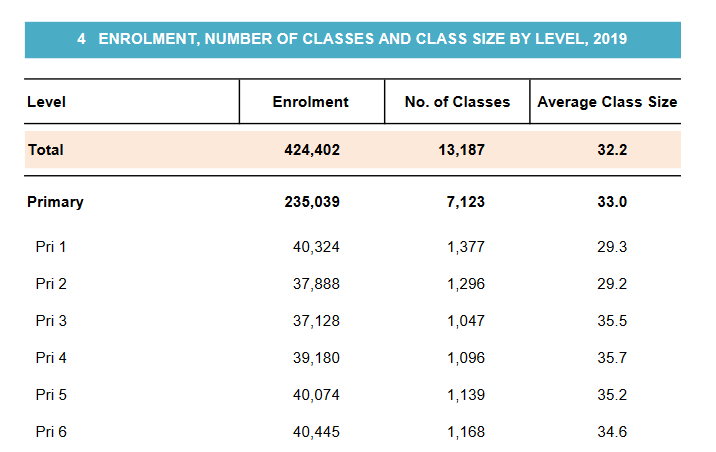 4 ENROLMENT, NUMBER OF CLASSES AND CLASS SIZE BY LEVEL, 2019
Level Enrolment No. of Classes Average Class Size
Total 424,402 13,187 32.2
Primary 235,039 7,123 33.0
Pri 1 40,324 1,377 29.3
Pri 2 37,888 1,296 29.2
Pri 3 37,128 1,047 35.5
Pri 4 39,180 1,096 35.7
Pri 5 40,074 1,139 35.2
Pri 6 40,445 1,168 34.6